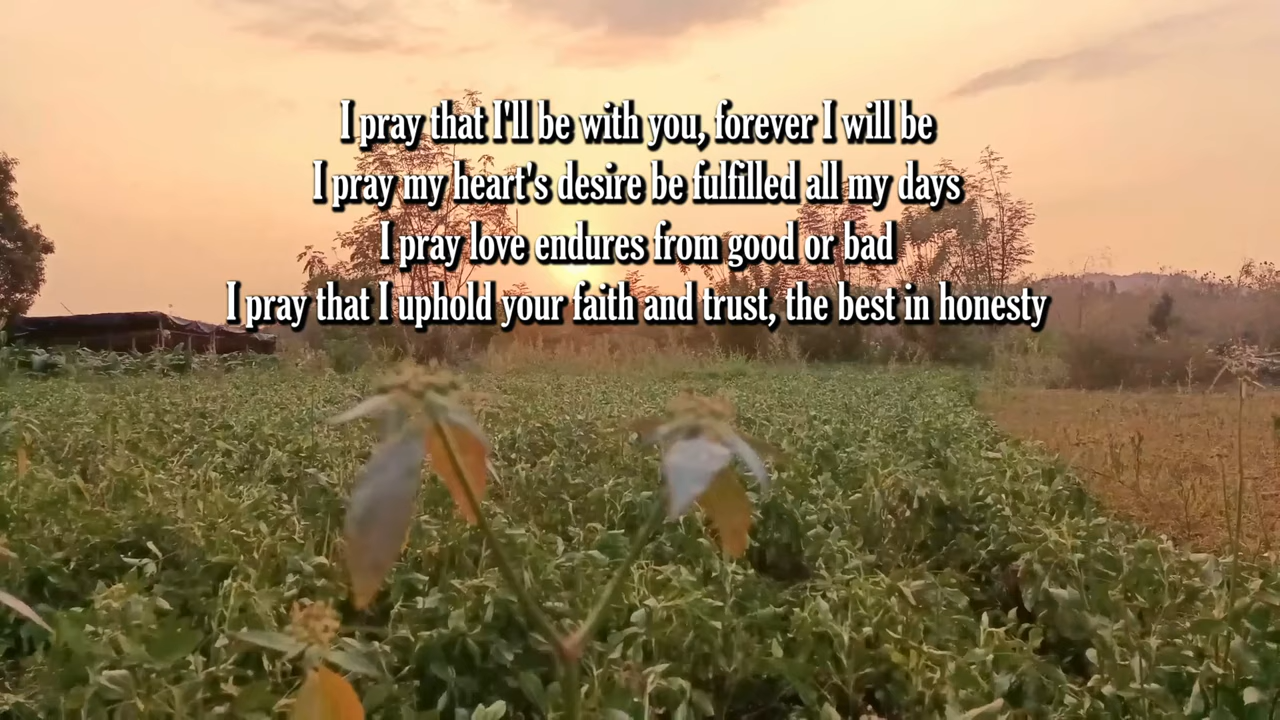 I pray that I'll be with you, forever I will be
I pray my heart's desire be fulfilled all my days
I pray love endures from good or bad
I pray that I uphold your faith and trust, the best in honesty